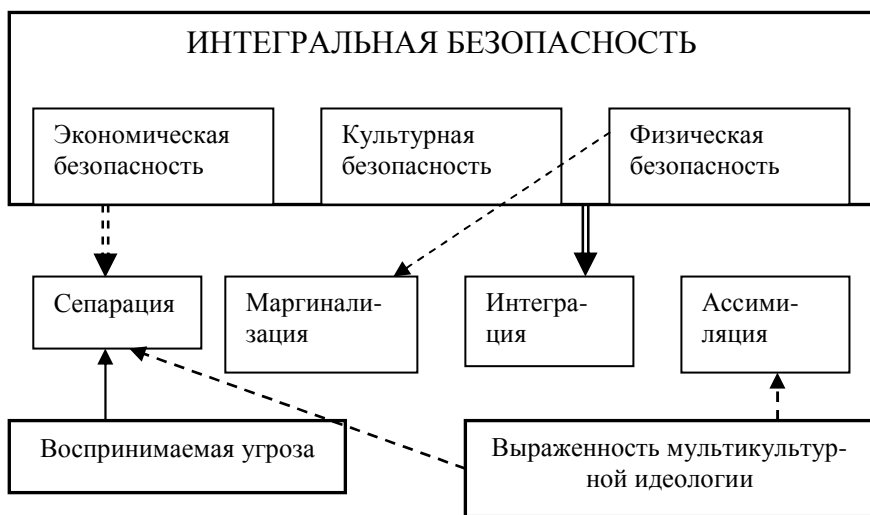 ИНТЕГРАЛЬНАЯ БЕЗОПАСНОСТЬ
Экономическая
безопасность
Культурная
безопасность
Физическая
безопасность
Сепарация
Маргинали-
зация
Интегра-
ция
Ассими-
ляция
Воспринимаемая угроза
Выраженность мультикультур-
ной идеологии